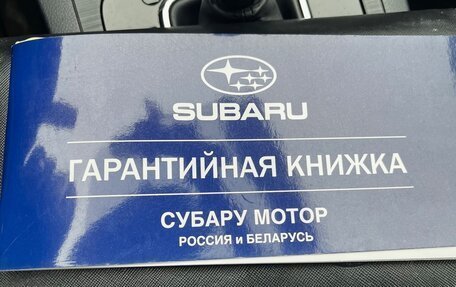 SUBARU
ГАРАНТИЙНАЯ КНИЖКА
СУБАРУ МОТОР
РОССИЯ и БЕЛАРУСЬ